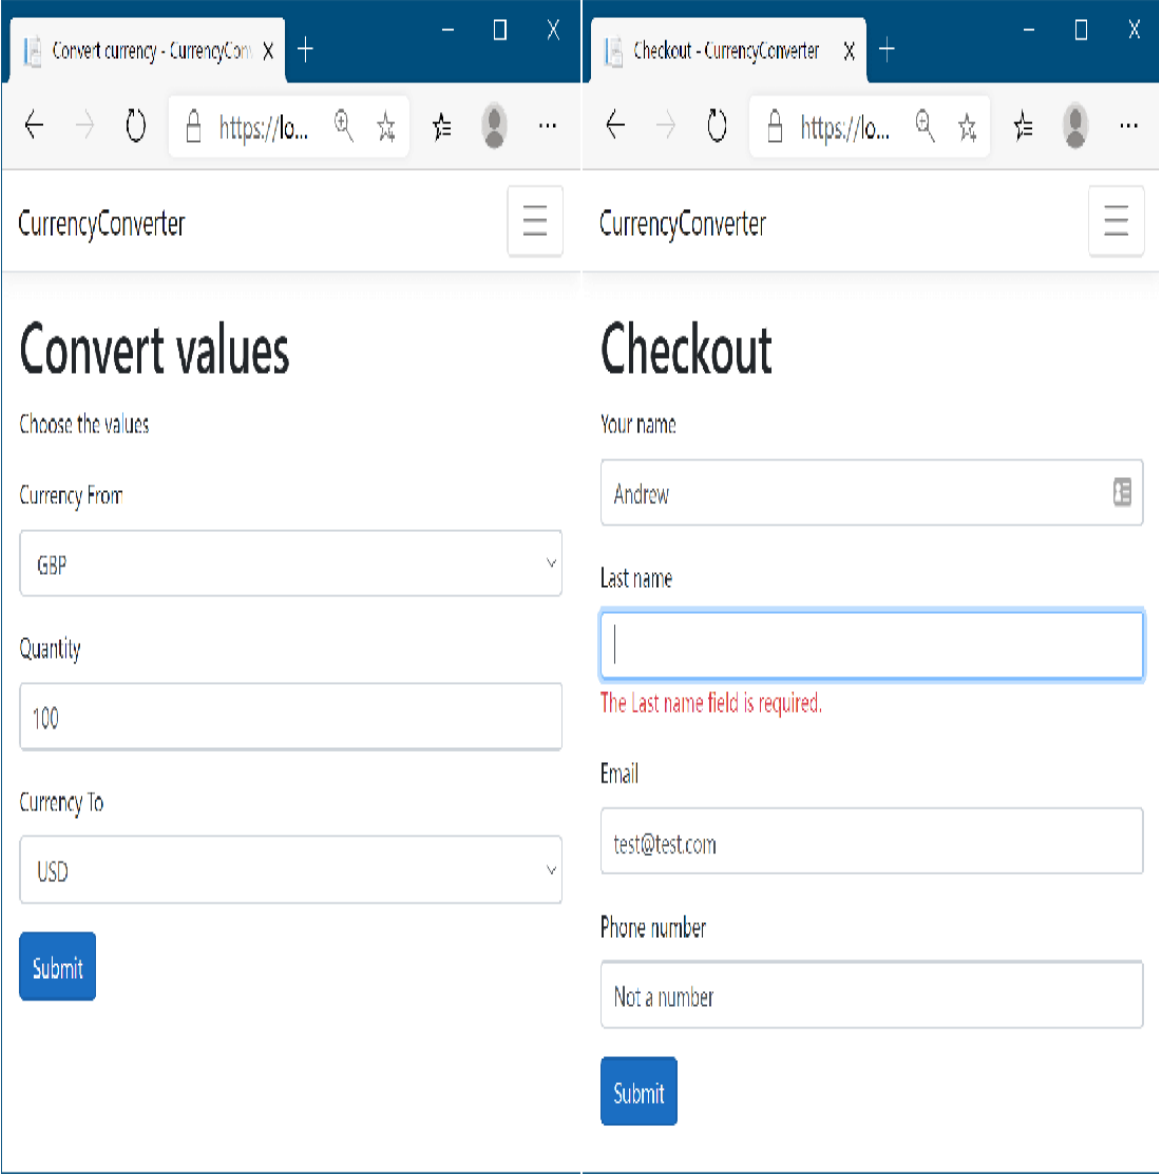 Convert currency - CurrencyCon
https://lo...
CurrencyConverter
Convert values
Choose the values
Currency From
GBP
Quantity
100
Currency To
USD
Submit
Checkout - CurrencyConverter
https://lo...
CurrencyConverter
Checkout
Your name
Andrew
Last name
The Last name field is required.
Email
test@test.com
Phone number
Not a number
Submit